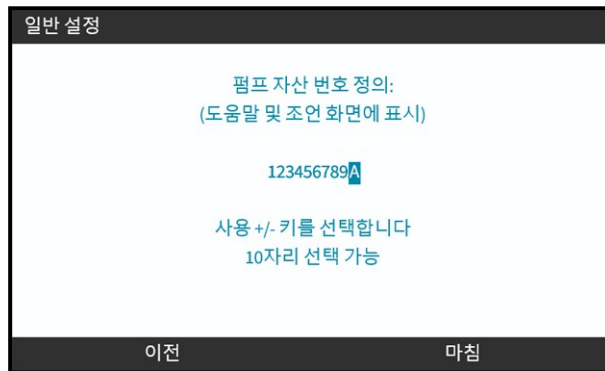 일반 설정
펌프 자산 번호 정의:
(도움말 및 조언 화면에 표시)
123456789A
사용 +/- 키를 선택합니다
10자리 선택 가능
이전 마침